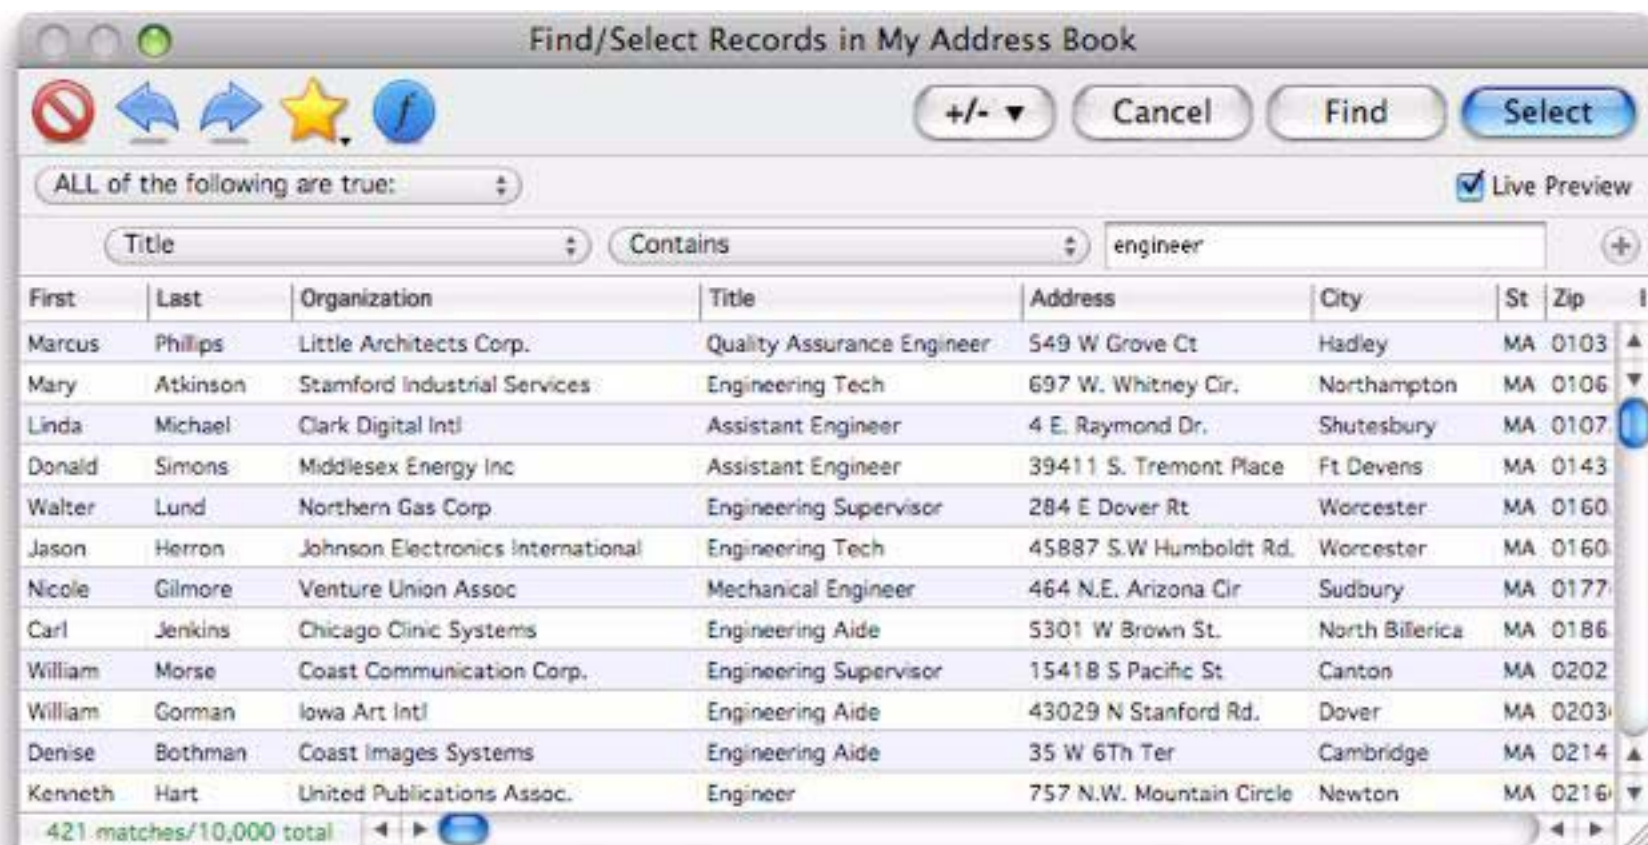 Find/Select Records in My Address Book
+/- ▼ Cancel Find Select
ALL of the following are true: Live Preview
Title Contains engineer
First Last Organization Title Address City St Zip
Marcus Phillips Little Architects Corp. Quality Assurance Engineer 549 W Grove Ct Hadley MA 0103
Mary Atkinson Stamford Industrial Services Engineering Tech 697 W. Whitney Cir. Northampton MA 0106
Linda Michael Clark Digital Intl Assistant Engineer 4 E. Raymond Dr. Shutesbury MA 0107
Donald Simons Middlesex Energy Inc Assistant Engineer 39411 S. Tremont Place Ft Devens MA 0143
Walter Lund Northern Gas Corp Engineering Supervisor 284 E Dover Rt Worcester MA 0160
Jason Herron Johnson Electronics International Engineering Tech 45887 S.W Humboldt Rd. Worcester MA 0160
Nicole Gilmore Venture Union Assoc Mechanical Engineer 464 N.E. Arizona Cir Sudbury MA 0177
Carl Jenkins Chicago Clinic Systems Engineering Aide 5301 W Brown St. North Billerica MA 0186
William Morse Coast Communication Corp. Engineering Supervisor 15418 S Pacific St Canton MA 0202
William Gorman Iowa Art Intl Engineering Aide 43029 N Stanford Rd. Dover MA 0203
Denise Bothman Coast Images Systems Engineering Aide 35 W 6Th Ter Cambridge MA 0214
Kenneth Hart United Publications Assoc. Engineer 757 N.W. Mountain Circle Newton MA 0216
421 matches/10,000 total